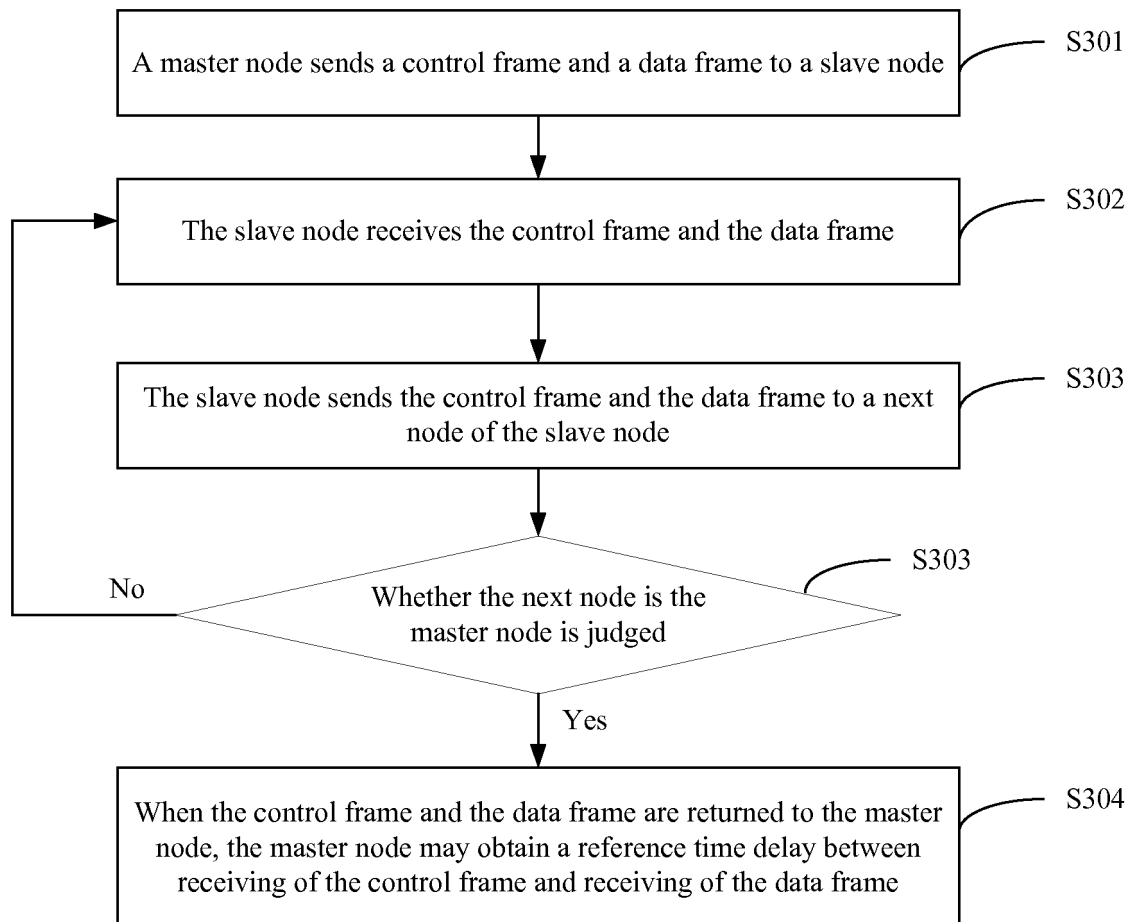 A master node sends a control frame and a data frame to a slave node
S301
The slave node receives the control frame and the data frame
S302
The slave node sends the control frame and the data frame to a next
node of the slave node
S303
Whether the next node is the
master node is judged
S303
No
Yes
When the control frame and the data frame are returned to the master
node, the master node may obtain a reference time delay between
receiving of the control frame and receiving of the data frame
S304